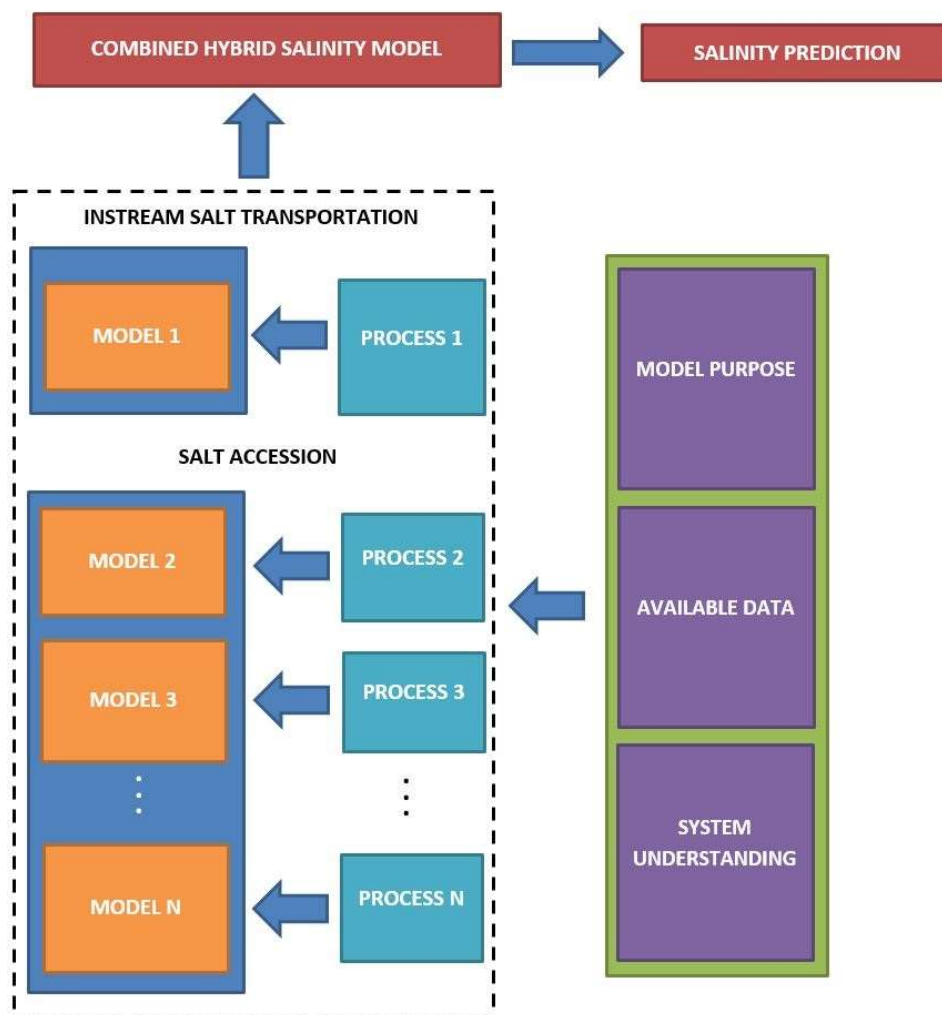 COMBINED HYBRID SALINITY MODEL
SALINITY PREDICTION
INSTREAM SALT TRANSPORTATION
MODEL 1
PROCESS 1
SALT ACCESSION
MODEL 2
PROCESS 2
MODEL 3
PROCESS 3
MODEL N
PROCESS N
MODEL PURPOSE
AVAILABLE DATA
SYSTEM
UNDERSTANDING